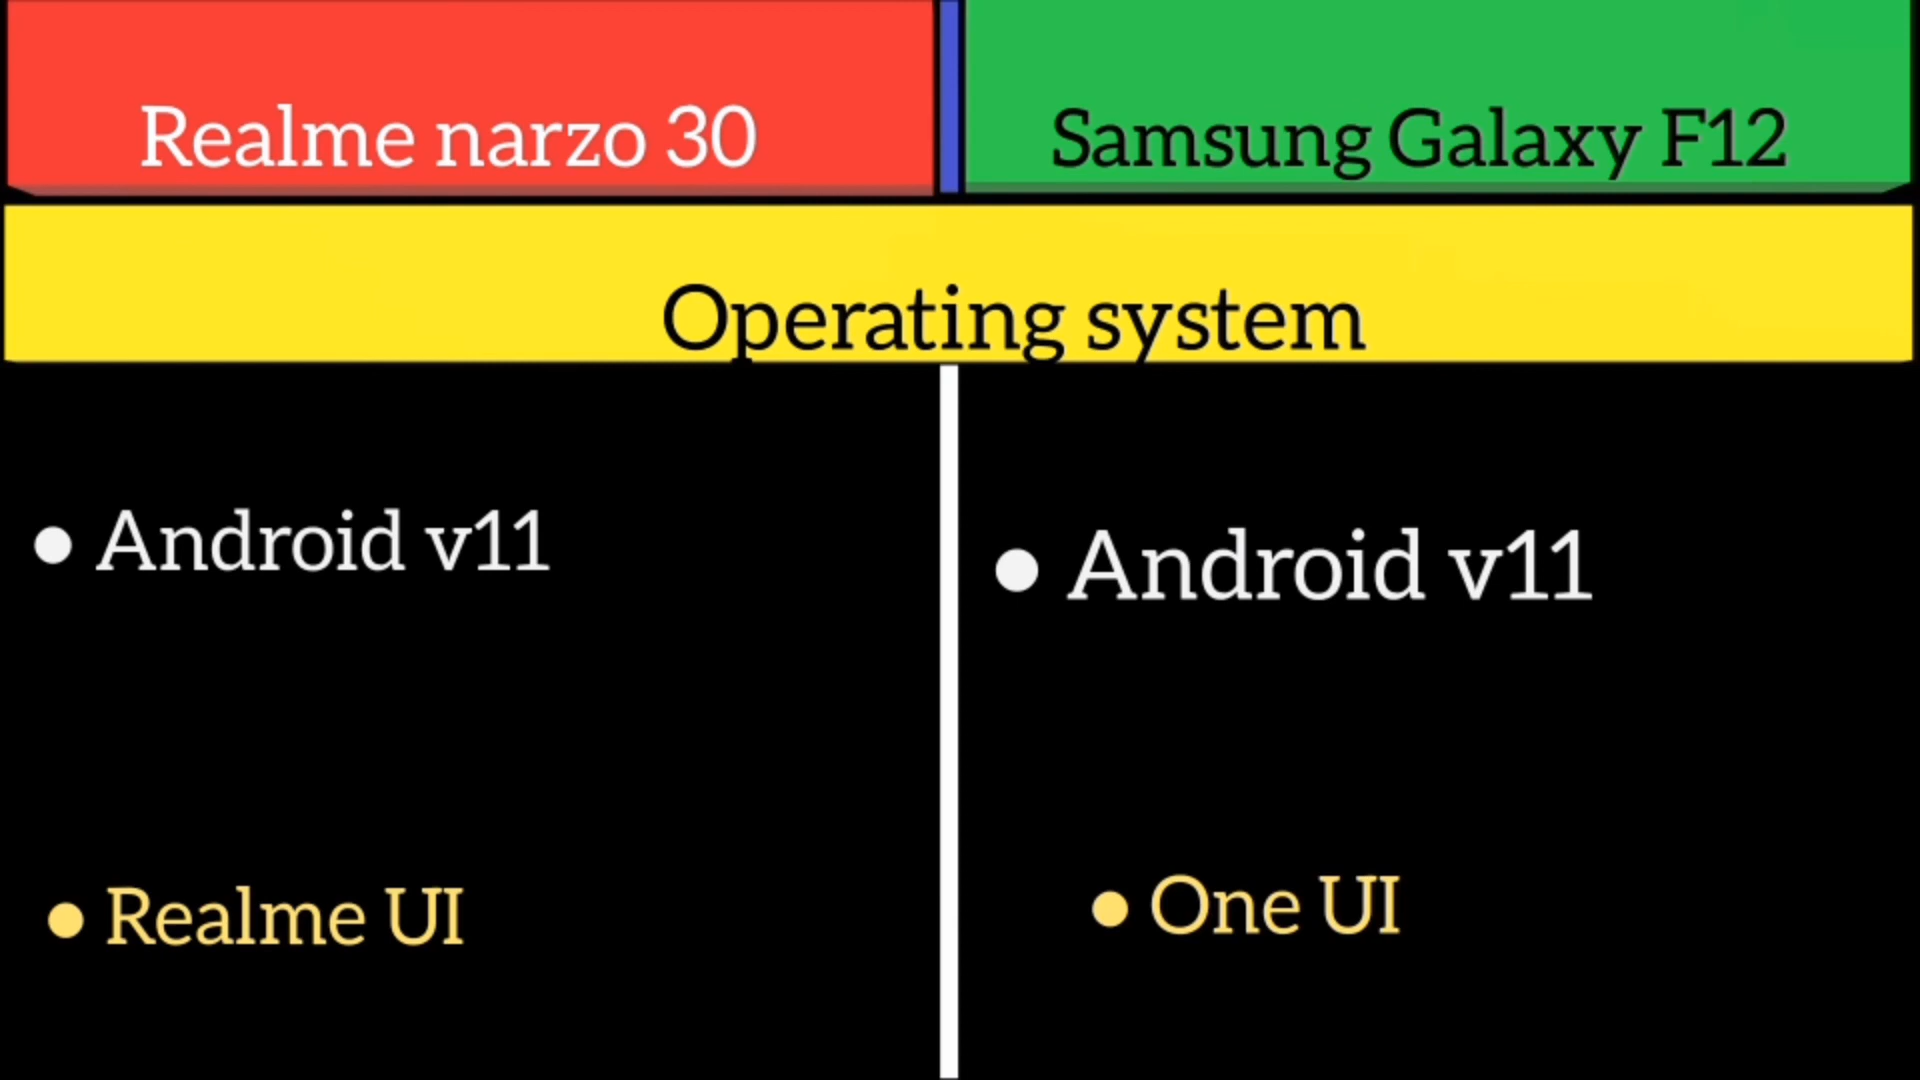 Realme narzo 30
Samsung Galaxy F12
Operating system
• Android v11
• Android v11
• Realme UI
• One UI